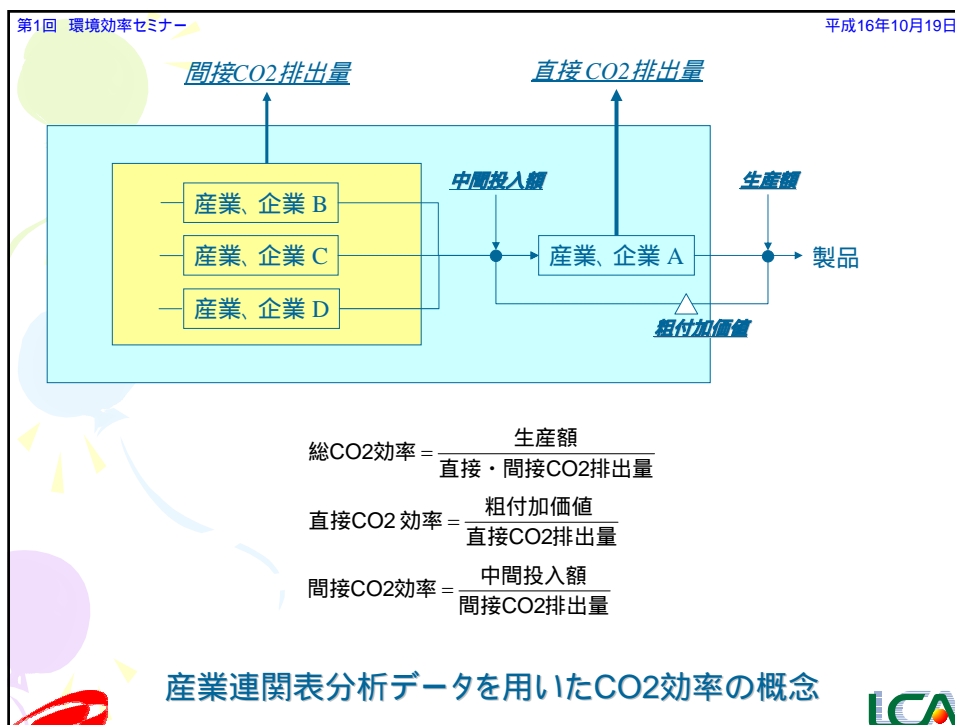 第1回 環境効率セミナー
平成16年10月19日
間接CO2排出量
直接 CO2排出量
中間投入額
生産額
産業、企業 B
産業、企業 C
産業、企業 A
製品
産業、企業 D
粗付加価値
総CO2効率 = 生産額 / 直接・間接CO2排出量
直接CO2 効率 = 粗付加価値 / 直接CO2排出量
間接CO2効率 = 中間投入額 / 間接CO2排出量
産業連関表分析データを用いたCO2効率の概念
LCA